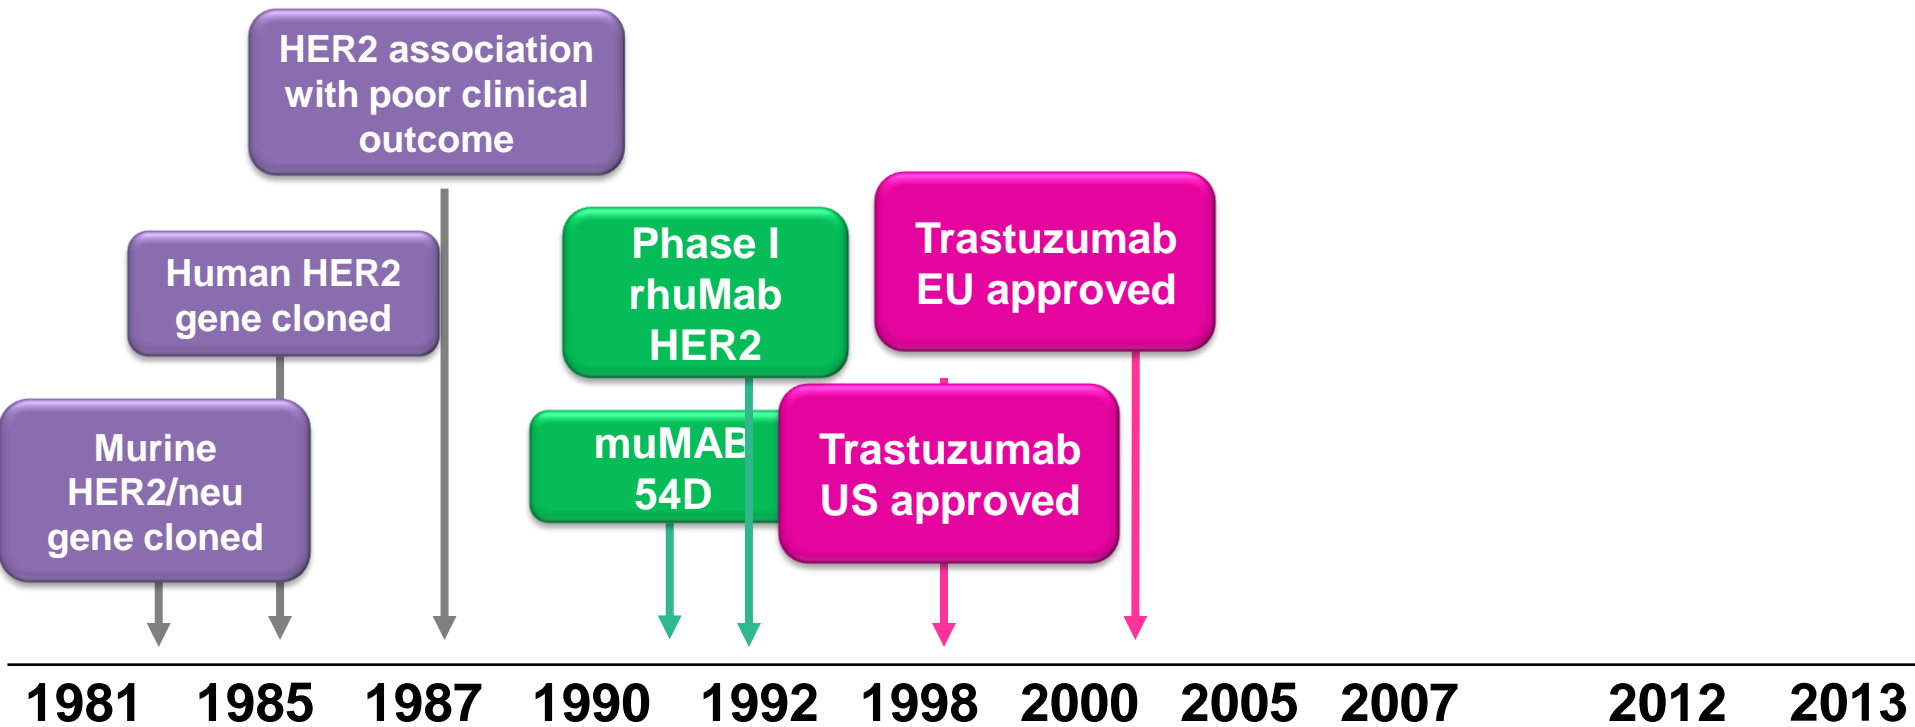 HER2 association
with poor clinical
outcome
Human HER2
gene cloned
Murine
HER2/neu
gene cloned
Phase I
rhuMab
HER2
muMAB
54D
Trastuzumab
EU approved
Trastuzumab
US approved
1981 1985 1987 1990 1992 1998 2000 2005 2007 2012 2013